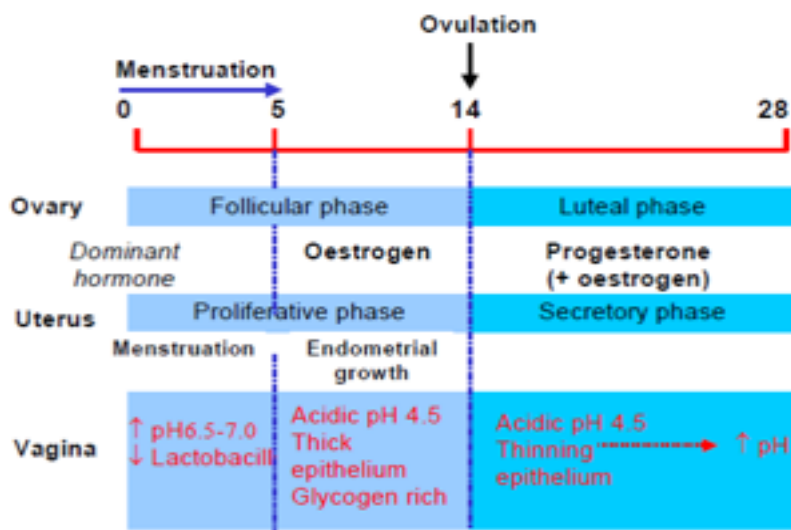 Ovulation
Menstruation
0 5 14 28
Ovary Follicular phase Luteal phase
Dominant
hormone
Oestrogen
Progesterone
(+ oestrogen)
Uterus Proliferative phase Secretory phase
Menstruation
Endometrial
growth
Vagina
↑ pH6.5-7.0
↓ Lactobacill
Acidic pH 4.5
Thick
epithelium
Glycogen rich
Acidic pH 4.5
Thinning
epithelium
↑ pH